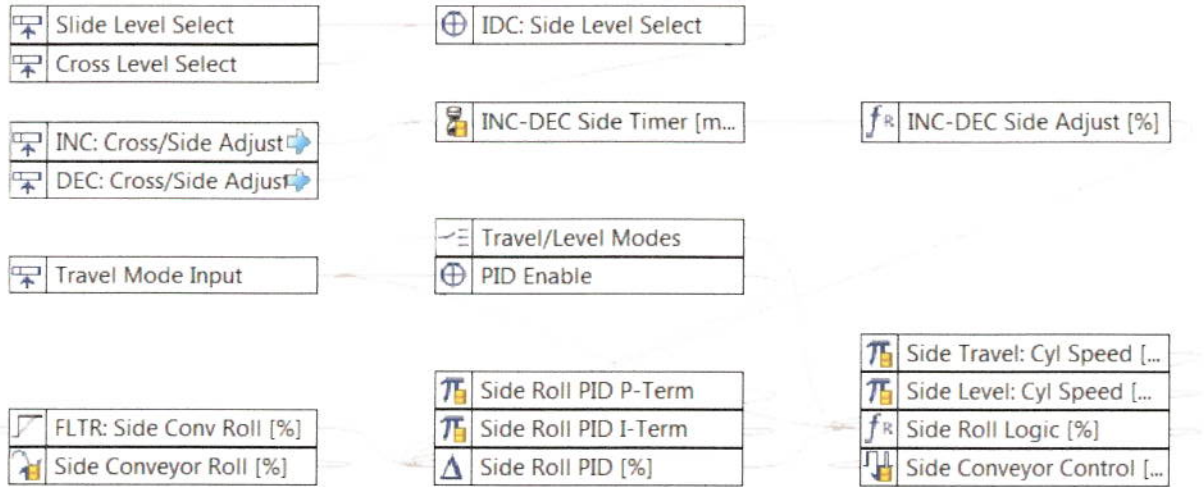 Slide Level Select
Cross Level Select
IDC: Side Level Select
INC: Cross/Side Adjust
DEC: Cross/Side Adjust
INC-DEC Side Timer [m...
INC-DEC Side Adjust [%]
Travel Mode Input
Travel/Level Modes
PID Enable
FLTR: Side Conv Roll [%]
Side Conveyor Roll [%]
Side Roll PID P-Term
Side Roll PID I-Term
Side Roll PID [%]
Side Travel: Cyl Speed [...
Side Level: Cyl Speed [...
Side Roll Logic [%]
Side Conveyor Control [...